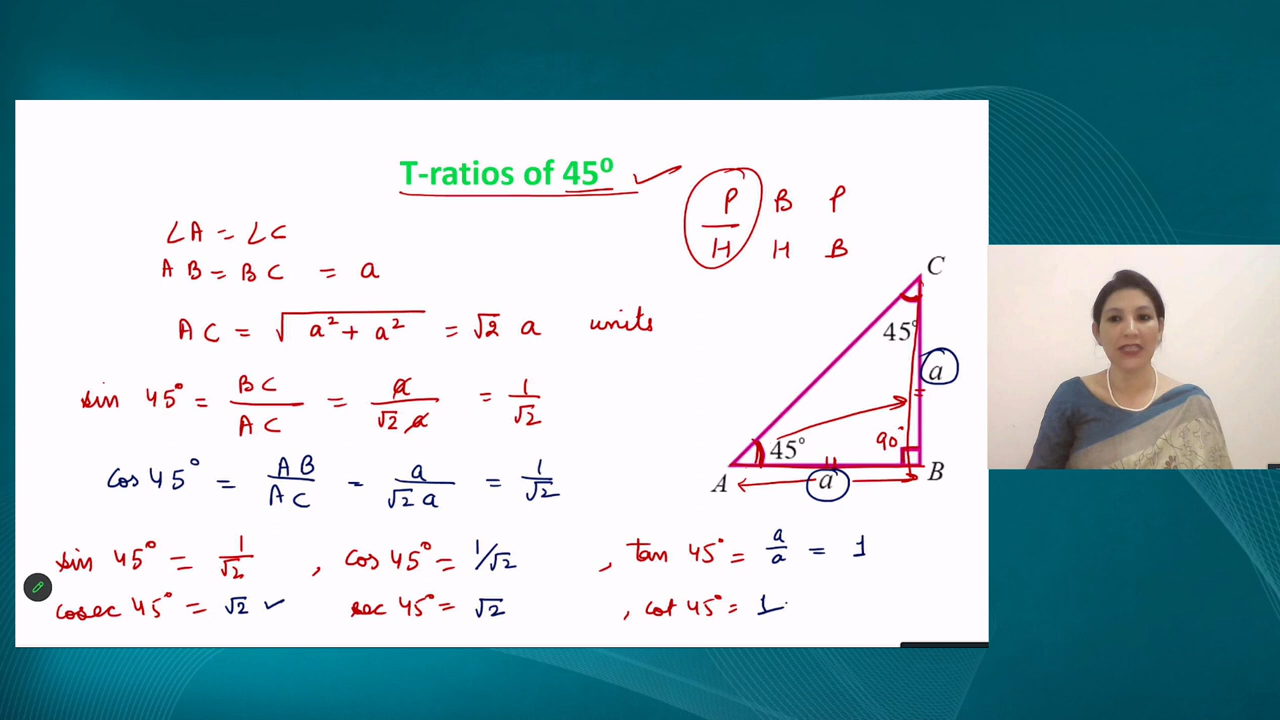 T-ratios of 45⁰
P B P
H H B
∠A = ∠C
AB = BC = a
AC = √(a² + a²) = √2 a units
sin 45° = BC/AC = a/√2 a = 1/√2
cos 45° = AB/AC = a/√2 a = 1/√2
sin 45° = 1/√2 , cos 45° = 1/√2 , tan 45° = a/a = 1
cosec 45° = √2 sec 45° = √2 , cot 45° = 1
C
45°
a
90°
45°
A
a
B